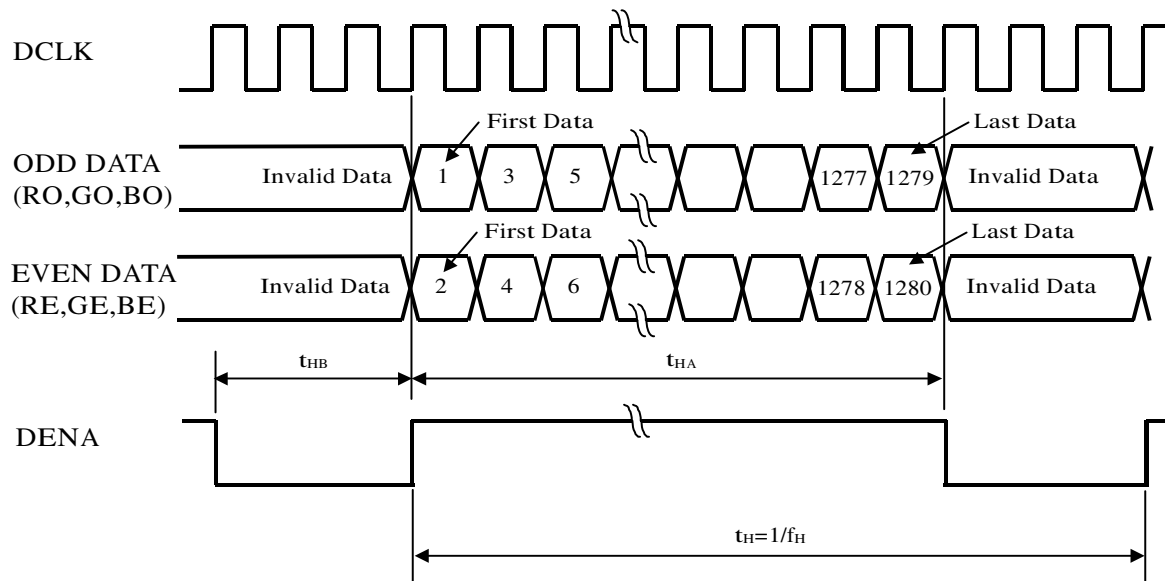 DCLK
First Data
Last Data
ODD DATA
(RO,GO,BO)
Invalid Data 1 3 5 1277 1279 Invalid Data
First Data
Last Data
EVEN DATA
(RE,GE,BE)
Invalid Data 2 4 6 1278 1280 Invalid Data
tHB
tHA
DENA
tH=1/fH